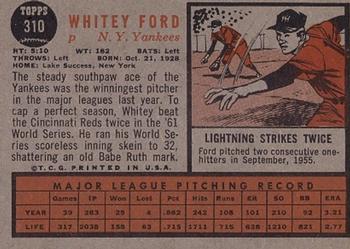 TOPPS
310
WHITEY FORD
p N. Y. Yankees
HT: 5:10 WT: 182 BATS: Left
THROWS: Left BORN: Oct. 21, 1928
HOME: Lake Success, New York
The steady southpaw ace of the
Yankees was the winningest pitcher
in the major leagues last year. To
cap a perfect season, Whitey beat
the Cincinnati Reds twice in the '61
World Series. He ran his World Se-
ries scoreless inning skein to 32,
shattering an old Babe Ruth mark.
© T.C.G. PRINTED IN U.S.A.
NY
LIGHTNING STRIKES TWICE
Ford pitched two consecutive one-
hitters in September, 1955.
MAJOR LEAGUE PITCHING RECORD
Games IP Won Lost Pct. Hits Runs SO BB ERA
YEAR 39 283 25 4 .862 242 108 210 92 3.21
LIFE 317 2038 158 63 .715 1762 691 821 2.77